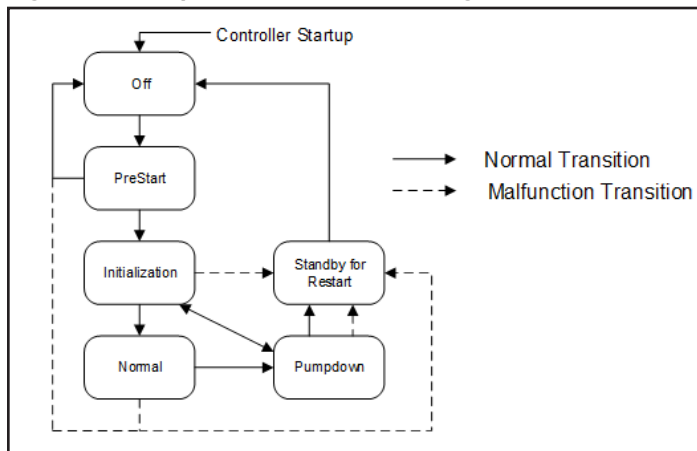 Controller Startup
Off
PreStart
Normal Transition
Malfunction Transition
Initialization
Standby for
Restart
Normal
Pumpdown